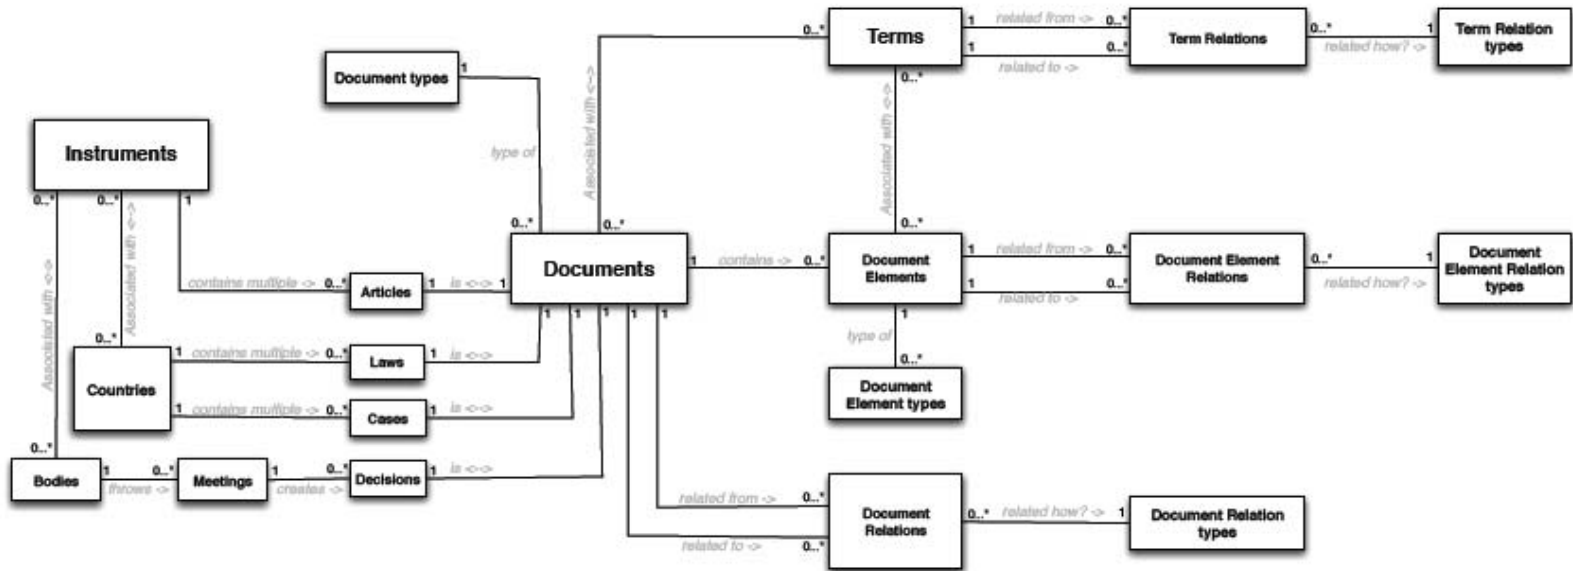 0...* Terms 1 related from -> 0...* Term Relations 0...* 1 Term Relation types
related how? ->
1 related to -> 0...*
Document types 1
Associated with <-->
0...*
Associated with <-->
Instruments
type of
0...* 0...* 1
0...* 0...* 0...*
Associated with <-->
Associated with <-->
Documents
1 contains -> 0...*
Document Elements
1 related from -> 0...*
1 related to -> 0...*
Document Element Relations
0...* 1
related how? ->
Document Element Relation types
contains multiple -> 0...* Articles 1 is <--> 1
1 1 1 1 1
1
type of
0...*
Document Element types
0...*
Countries
1 contains multiple -> 0...* Laws 1 is <-->
1 contains multiple -> 0...* Cases 1 is <-->
0...*
Bodies 1 throws -> 0...* Meetings 1 creates -> 0...* Decisions 1 is <-->
related from -> 0...*
related to -> 0...*
Document Relations
0...* related how? -> 1
Document Relation types